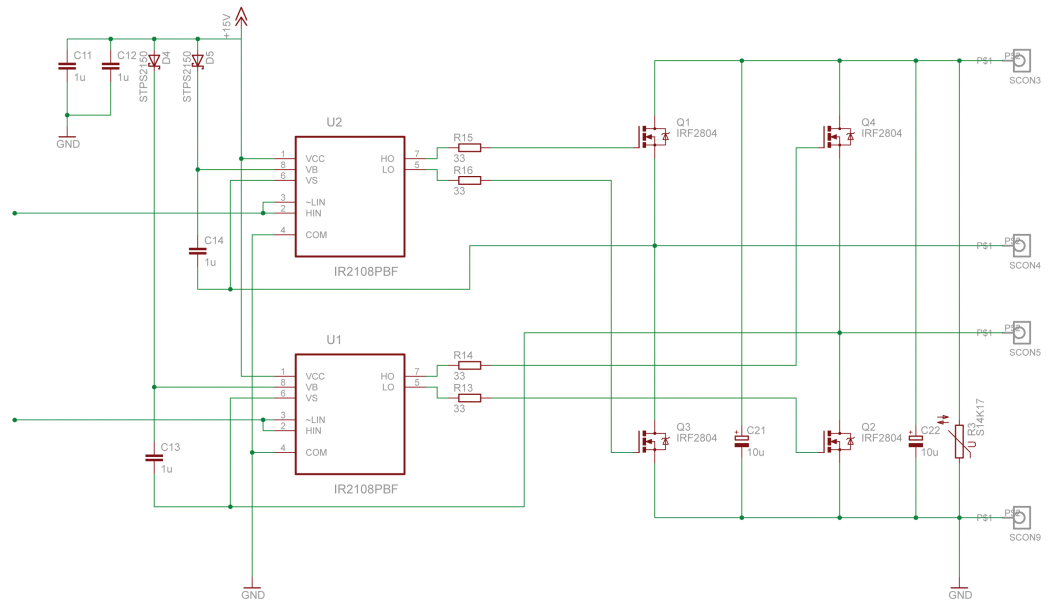 +15V
C11
1u
C12
1u
STPS2150
D4
STPS2150
D5
GND
U2
1 VCC
8 VB
6 VS
3 ~LIN
2 HIN
4 COM
HO 7
LO 5
IR2108PBF
R15
33
R16
33
C14
1u
Q1
IRF2804
Q4
IRF2804
P$1
P$2
SCON3
P$1
P$2
SCON4
P$1
P$2
SCON5
U1
1 VCC
8 VB
6 VS
3 ~LIN
2 HIN
4 COM
HO 7
LO 5
IR2108PBF
R14
33
R13
33
C13
1u
Q3
IRF2804
+
C21
10u
Q2
IRF2804
+
C22
10u
U
R3
S14K17
P$1
P$2
SCON9
GND
GND